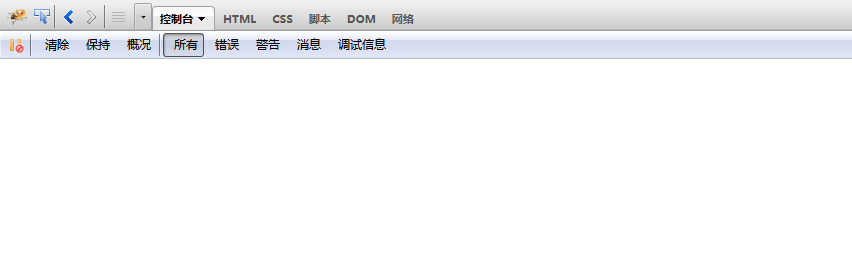 控制台 HTML CSS 脚本 DOM 网络
清除 保持 概况 所有 错误 警告 消息 调试信息